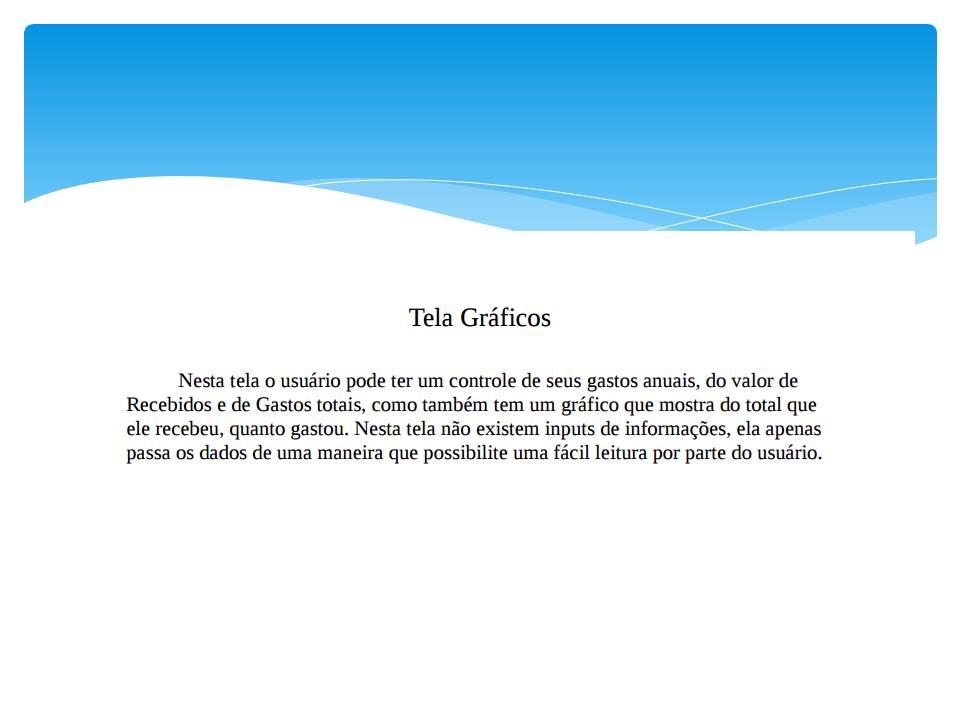 Tela Gráficos
Nesta tela o usuário pode ter um controle de seus gastos anuais, do valor de
Recebidos e de Gastos totais, como também tem um gráfico que mostra do total que
ele recebeu, quanto gastou. Nesta tela não existem inputs de informações, ela apenas
passa os dados de uma maneira que possibilite uma fácil leitura por parte do usuário.